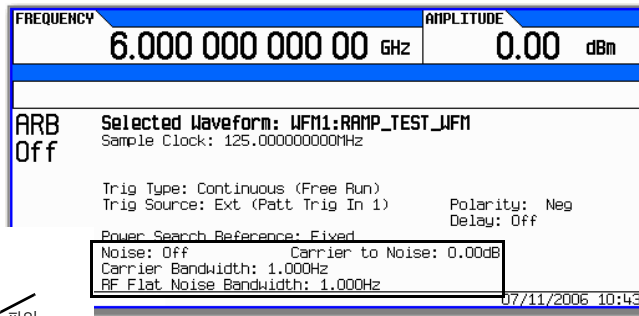 FREQUENCY AMPLITUDE
6.000 000 000 00 GHz 0.00 dBm
ARB Off
Selected Waveform: WFM1:RAMP_TEST_WFM
Sample Clock: 125.000000000MHz
Trig Type: Continuous (Free Run)
Trig Source: Ext (Patt Trig In 1) Polarity: Neg
Delay: Off
Power Search Reference: Fixed
Noise: Off Carrier to Noise: 0.00dB
Carrier Bandwidth: 1.000Hz
RF Flat Noise Bandwidth: 1.000Hz
07/11/2006 10:43